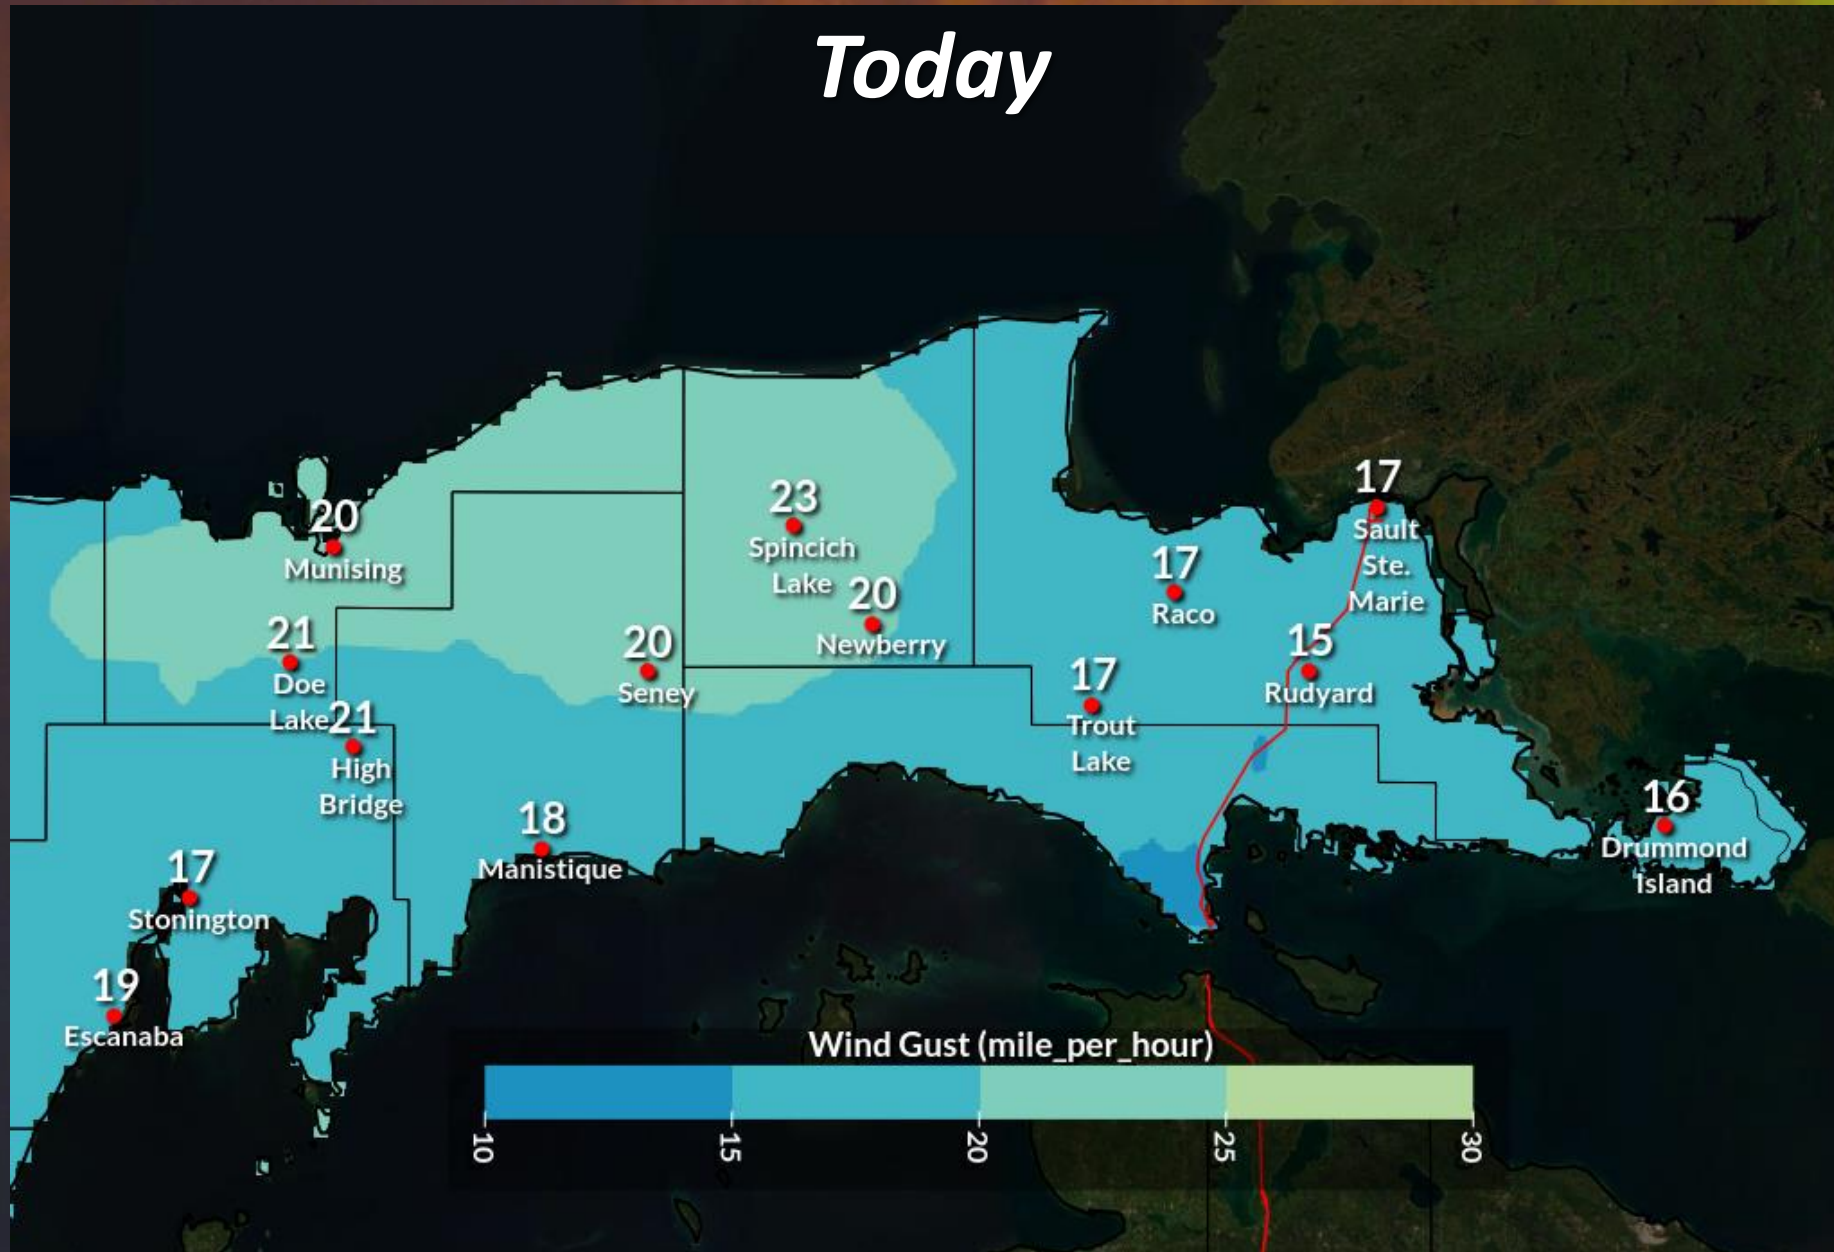 Today
17
Sault
Ste.
Marie
23
Spincich
Lake
20
Munising
17
Raco
20
Newberry
21
Doe
Lake
20
Seney
15
Rudyard
17
Trout
Lake
21
High
Bridge
16
Drummond
Island
18
Manistique
17
Stonington
19
Escanaba
Wind Gust (mile_per_hour)
10
15
20
25
30